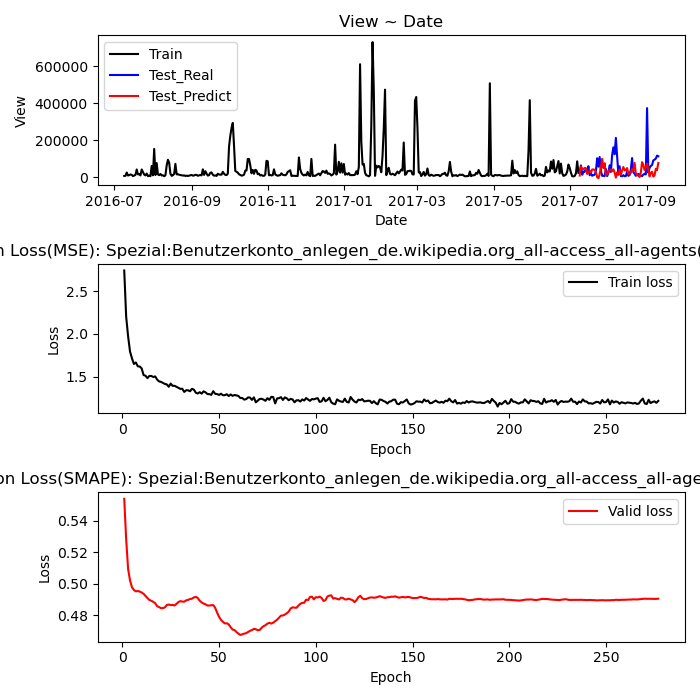 View ~ Date
View
600000
400000
200000
0
Train
Test_Real
Test_Predict
2016-07 2016-09 2016-11 2017-01 2017-03 2017-05 2017-07 2017-09
Date
n Loss(MSE): Spezial:Benutzerkonto_anlegen_de.wikipedia.org_all-access_all-agents(
Loss
2.5
2.0
1.5
Train loss
0 50 100 150 200 250
Epoch
on Loss(SMAPE): Spezial:Benutzerkonto_anlegen_de.wikipedia.org_all-access_all-age
Loss
0.54
0.52
0.50
0.48
Valid loss
0 50 100 150 200 250
Epoch